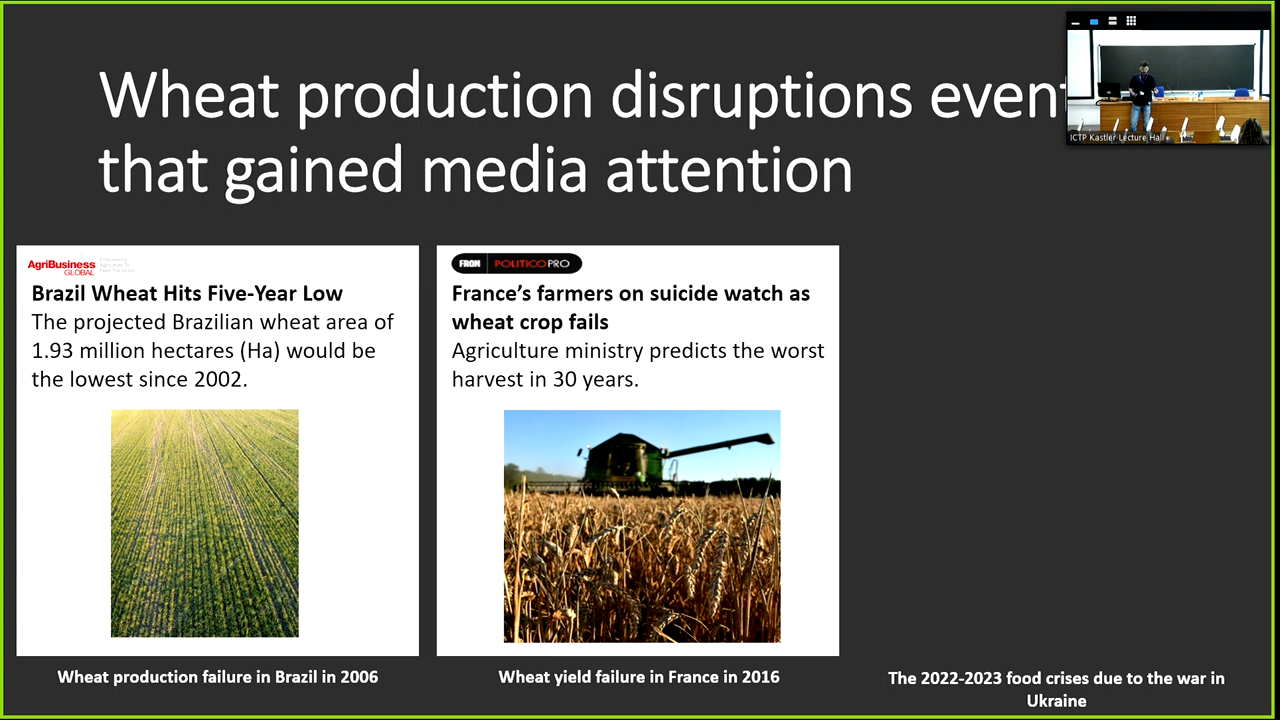 Wheat production disruptions event
that gained media attention
ICTP Kastler Lecture Hall
AgriBusiness
GLOBAL
Brazil Wheat Hits Five-Year Low
The projected Brazilian wheat area of
1.93 million hectares (Ha) would be
the lowest since 2002.
FROM POLITICOPRO
France’s farmers on suicide watch as
wheat crop fails
Agriculture ministry predicts the worst
harvest in 30 years.
Wheat production failure in Brazil in 2006
Wheat yield failure in France in 2016
The 2022-2023 food crises due to the war in
Ukraine